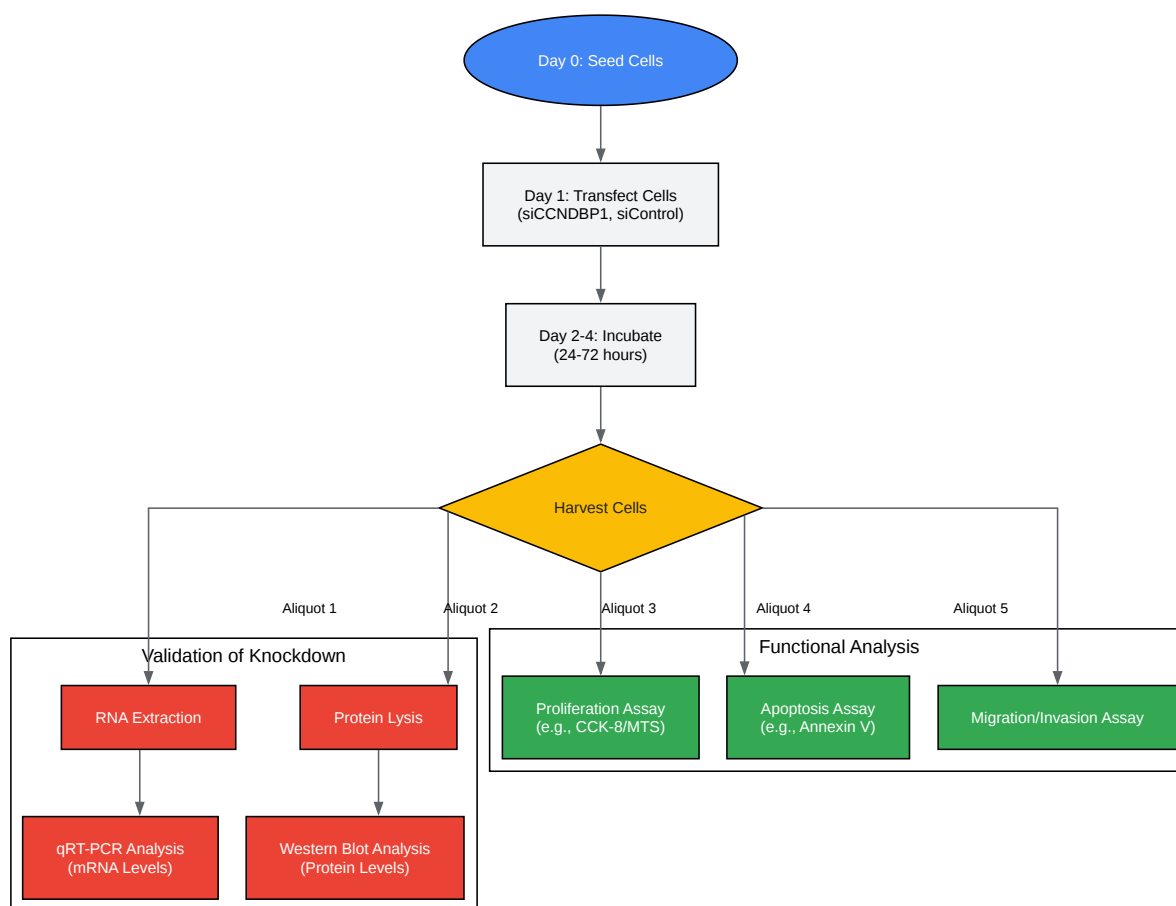 Day 0: Seed Cells
Day 1: Transfect Cells
(siCCNDBP1, siControl)
Day 2-4: Incubate
(24-72 hours)
Harvest Cells
Aliquot 1
Aliquot 2
Aliquot 3
Aliquot 4
Aliquot 5
Validation of Knockdown
RNA Extraction
Protein Lysis
qRT-PCR Analysis
(mRNA Levels)
Western Blot Analysis
(Protein Levels)
Functional Analysis
Proliferation Assay
(e.g., CCK-8/MTS)
Apoptosis Assay
(e.g., Annexin V)
Migration/Invasion Assay